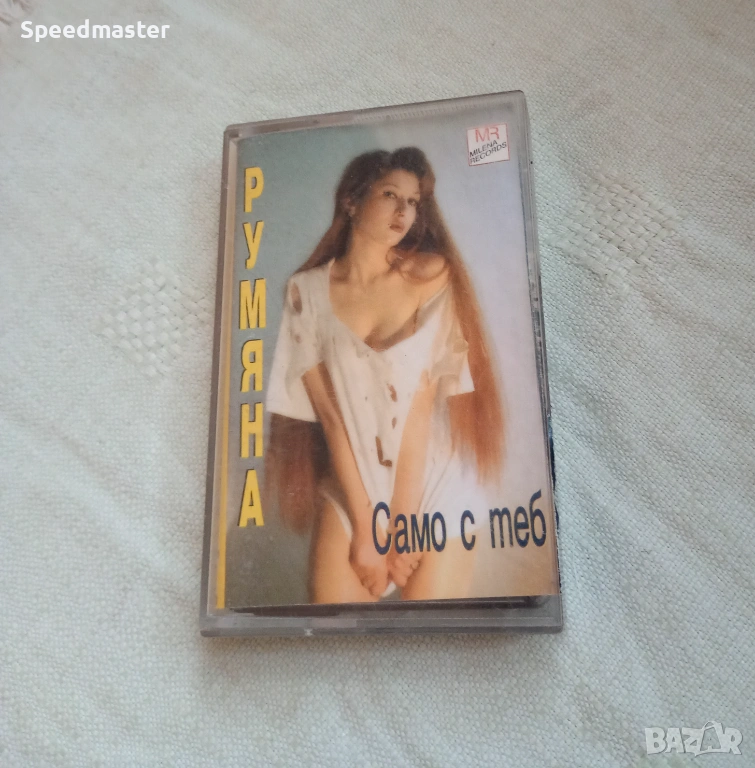 Speedmaster
MR
MILENA
RECORDS
РУМЯНА
Само с теб
BAZAR